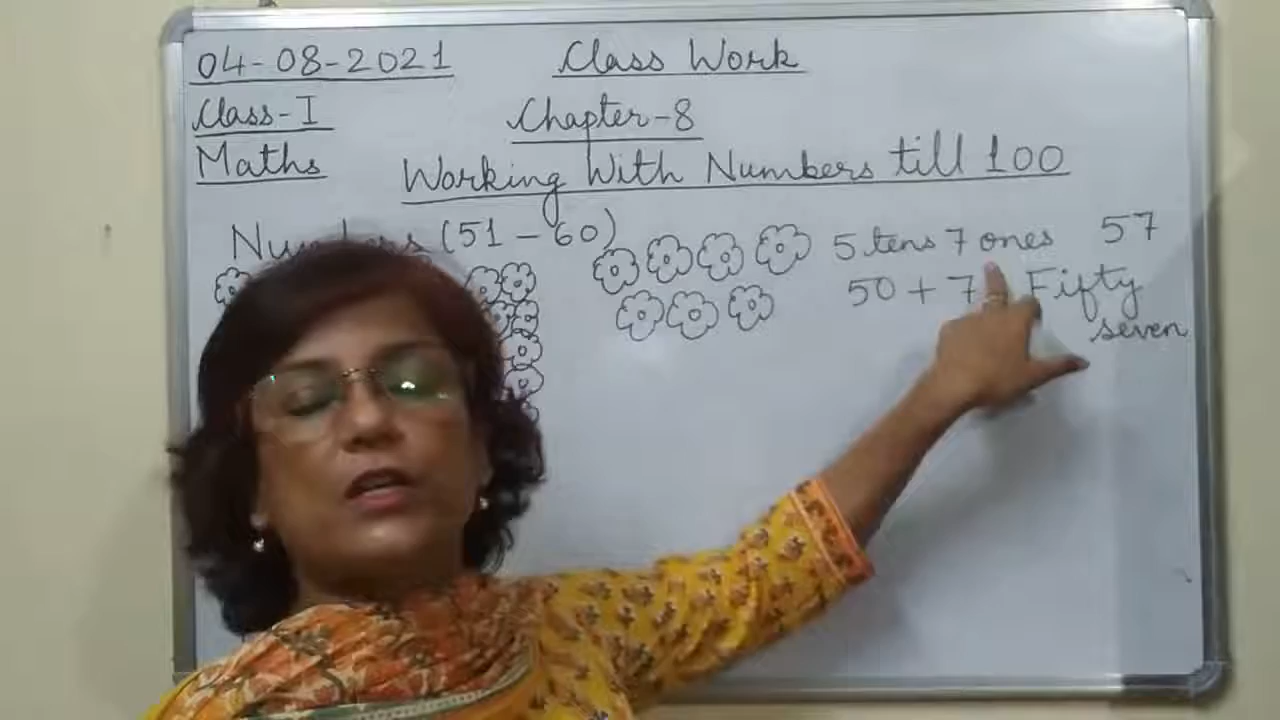 04-08-2021 Class Work
Class-I Chapter-8
Maths Working With Numbers till 100
Numbers (51 - 60)
5 tens 7 ones 57
50 + 7 Fifty
seven